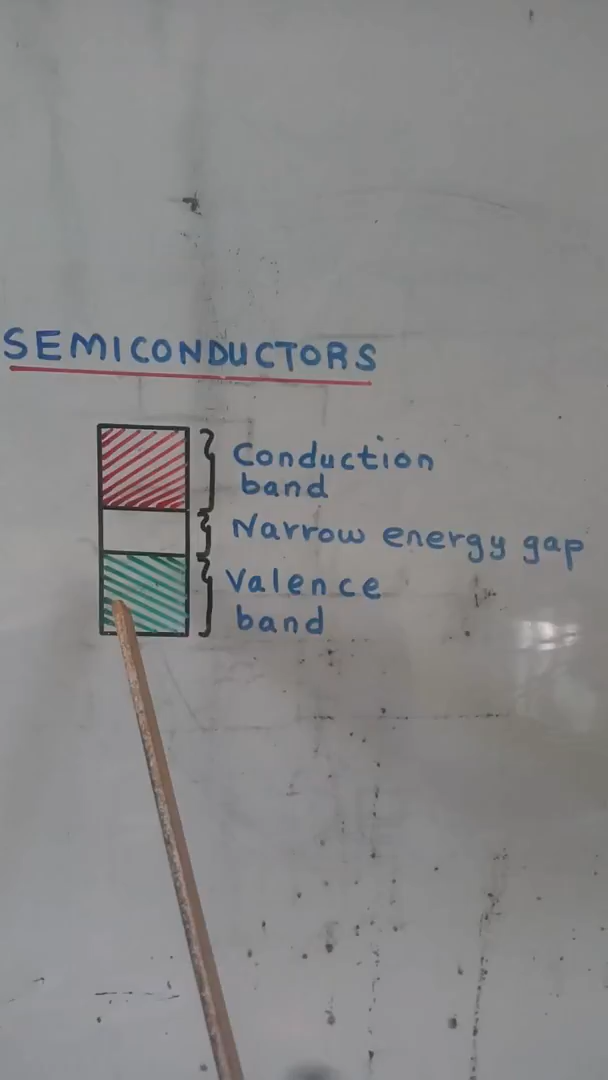 SEMICONDUCTORS
Conduction
band
Narrow energy gap
Valence
band